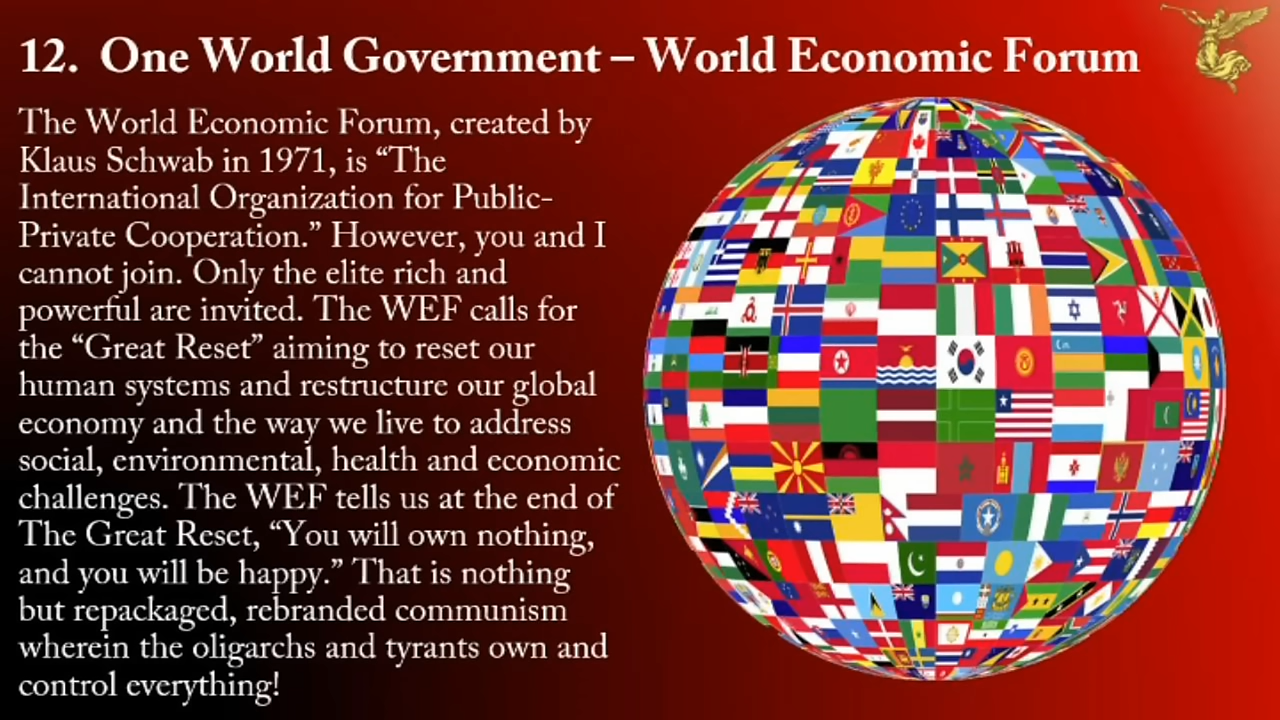 12. One World Government – World Economic Forum
The World Economic Forum, created by
Klaus Schwab in 1971, is “The
International Organization for Public-
Private Cooperation.” However, you and I
cannot join. Only the elite rich and
powerful are invited. The WEF calls for
the “Great Reset” aiming to reset our
human systems and restructure our global
economy and the way we live to address
social, environmental, health and economic
challenges. The WEF tells us at the end of
The Great Reset, “You will own nothing,
and you will be happy.” That is nothing
but repackaged, rebranded communism
wherein the oligarchs and tyrants own and
control everything!